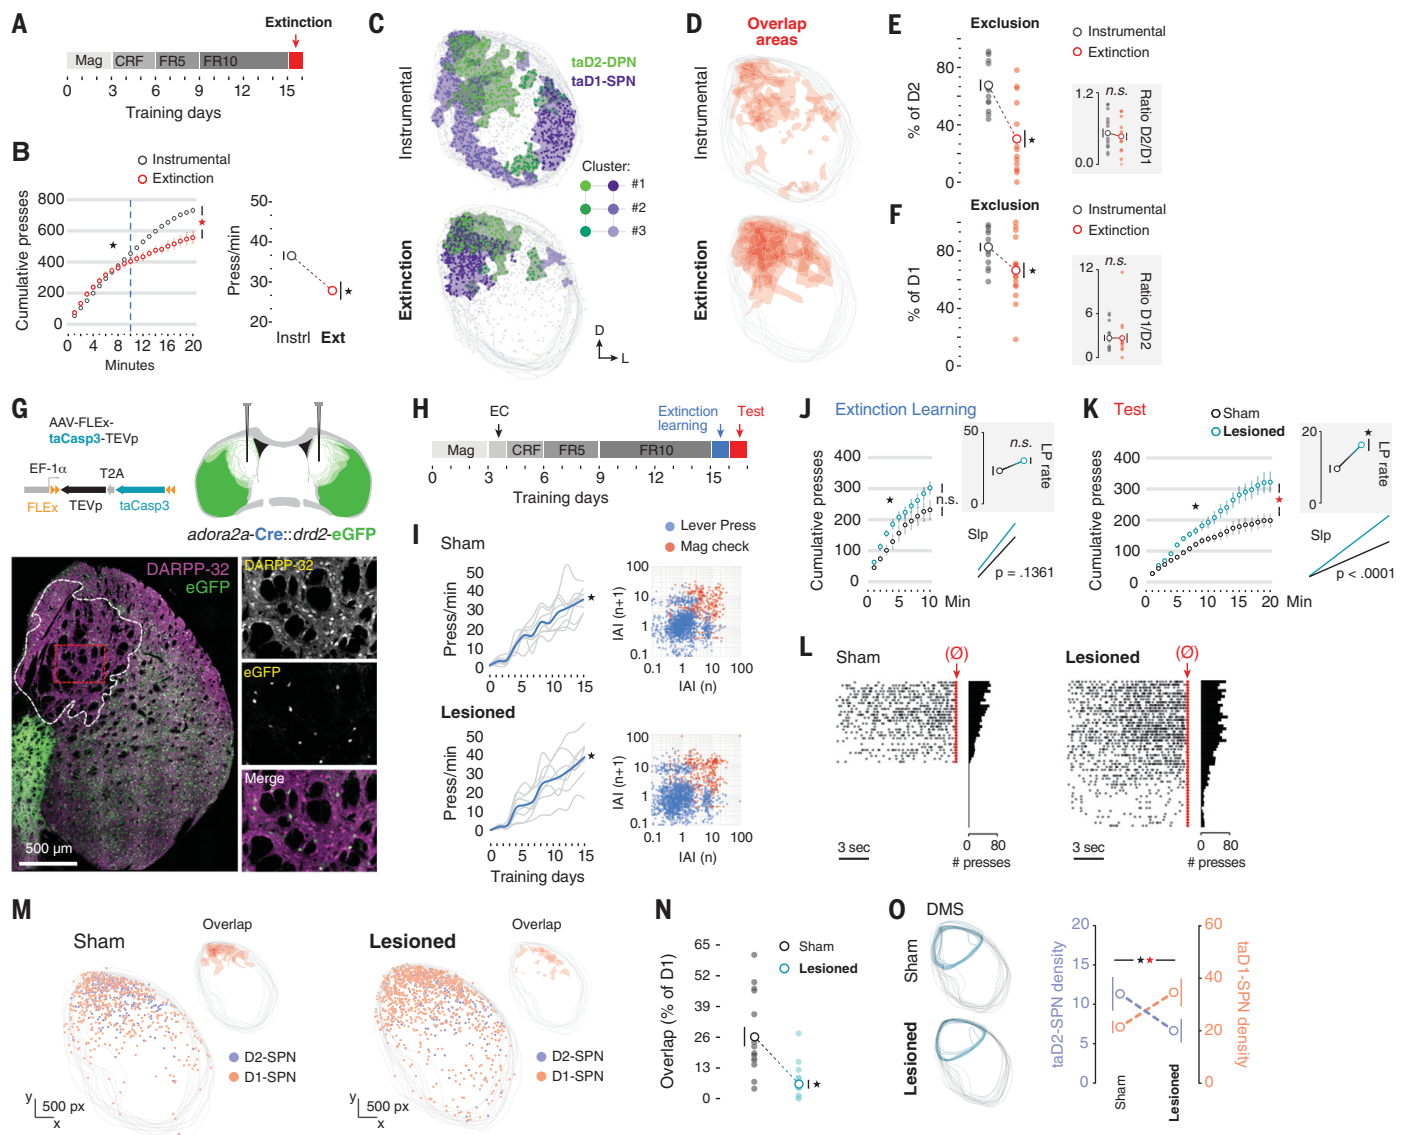 A
Extinction
Mag
CRF
FR5
FR10
0 3 6 9 12 15
Training days
B
Instrumental
Extinction
Cumulative presses
800
600
400
200
0
0 4 8 12 16 20
Minutes
Press/min
50
40
30
20
Instrl Ext
C
Instrumental
Extinction
taD2-DPN
taD1-SPN
Cluster:
#1
#2
#3
D
L
D
Overlap
areas
Instrumental
Extinction
E
Exclusion
% of D2
80
40
0
Instrumental
Extinction
n.s.
1.2
0.0
Ratio D2/D1
F
Exclusion
% of D1
80
40
0
Instrumental
Extinction
n.s.
12
6
0
Ratio D1/D2
G
AAV-FLEx-
taCasp3-TEVp
EF-1α
T2A
FLEx
TEVp
taCasp3
adora2a-Cre::drd2-eGFP
DARPP-32
eGFP
500 µm
DARPP-32
eGFP
Merge
H
EC
Extinction
learning
Test
Mag
CRF
FR5
FR10
0 3 6 9 12 15
Training days
I
Lever Press
Mag check
Sham
Press/min
50
40
30
20
10
0
0 5 10 15
IAI (n+1)
100
10
1
0.1
0.1 1 10 100
IAI (n)
Lesioned
Press/min
50
40
30
20
10
0
0 5 10 15
Training days
IAI (n+1)
100
10
1
0.1
0.1 1 10 100
IAI (n)
J
Extinction Learning
Cumulative presses
400
300
200
100
0
0 5 10 Min
n.s.
50
0
n.s.
LP rate
Slp
p = .1361
K
Test
Sham
Lesioned
Cumulative presses
400
300
200
100
0
0 5 10 15 20 Min
20
0
LP rate
Slp
p < .0001
L
Sham
(Ø)
3 sec
0 80
# presses
Lesioned
(Ø)
3 sec
0 80
# presses
M
Sham
Overlap
D2-SPN
D1-SPN
y
500 px
x
Lesioned
Overlap
D2-SPN
D1-SPN
y
500 px
x
N
Overlap (% of D1)
65
52
39
26
13
0
Sham
Lesioned
O
DMS
Sham
Lesioned
taD2-SPN density
20
15
10
5
0
Sham
Lesioned
60
40
20
0
taD1-SPN density